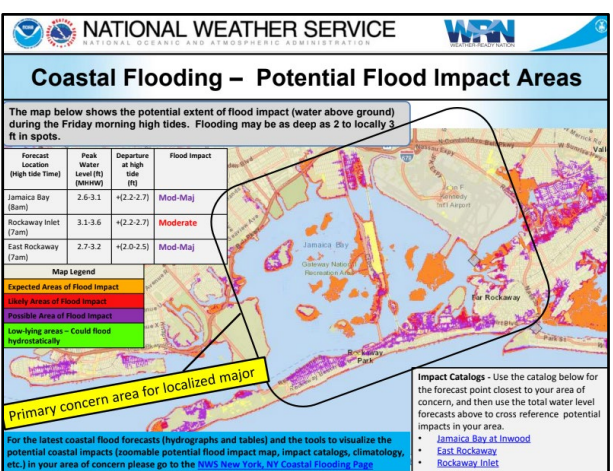 NATIONAL WEATHER SERVICE
NATIONAL OCEANIC AND ATMOSPHERIC ADMINISTRATION
WRN
WEATHER-READY NATION
Coastal Flooding – Potential Flood Impact Areas
The map below shows the potential extent of flood impact (water above ground)
during the Friday morning high tides. Flooding may be as deep as 2 to locally 3
ft in spots.
Forecast Location (High tide Time) Peak Water Level (ft) (MHHW) Departure at high tide (ft) Flood Impact
Jamaica Bay (8am) 2.6-3.1 +(2.2-2.7) Mod-Maj
Rockaway Inlet (7am) 3.1-3.6 +(2.2-2.7) Moderate
East Rockaway (7am) 2.7-3.2 +(2.0-2.5) Mod-Maj
Map Legend
Expected Areas of Flood Impact
Likely Areas of Flood Impact
Possible Area of Flood Impact
Low-lying areas – Could flood
hydrostatically
John F
Kennedy
Int'l Airport
Jamaica Bay
Gateway National
Recreation Area
Far Rockaway
Rockaway
Park
Primary concern area for localized major
Impact Catalogs - Use the catalog below for
the forecast point closest to your area of
concern, and then use the total water level
forecasts above to cross reference potential
impacts in your area.
• Jamaica Bay at Inwood
• East Rockaway
• Rockaway Inlet
For the latest coastal flood forecasts (hydrographs and tables) and the tools to visualize the
potential coastal impacts (zoomable potential flood impact map, impact catalogs, climatology,
etc.) in your area of concern please go to the NWS New York, NY Coastal Flooding Page